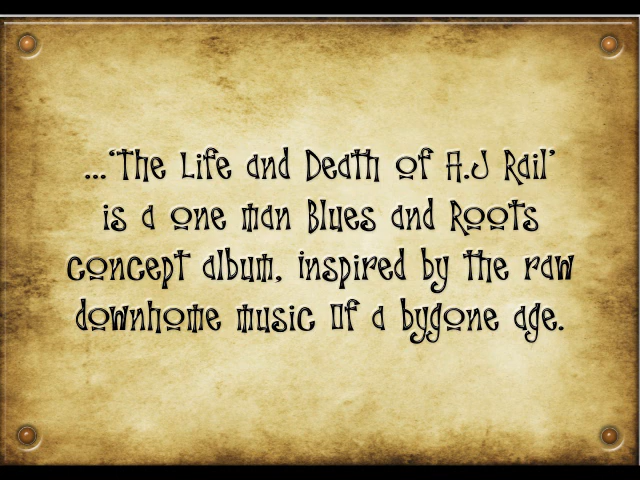 ...'The Life and Death of A.J Rail'
is a one man Blues and Roots
concept album, inspired by the raw
downhome music Of a bygone age.